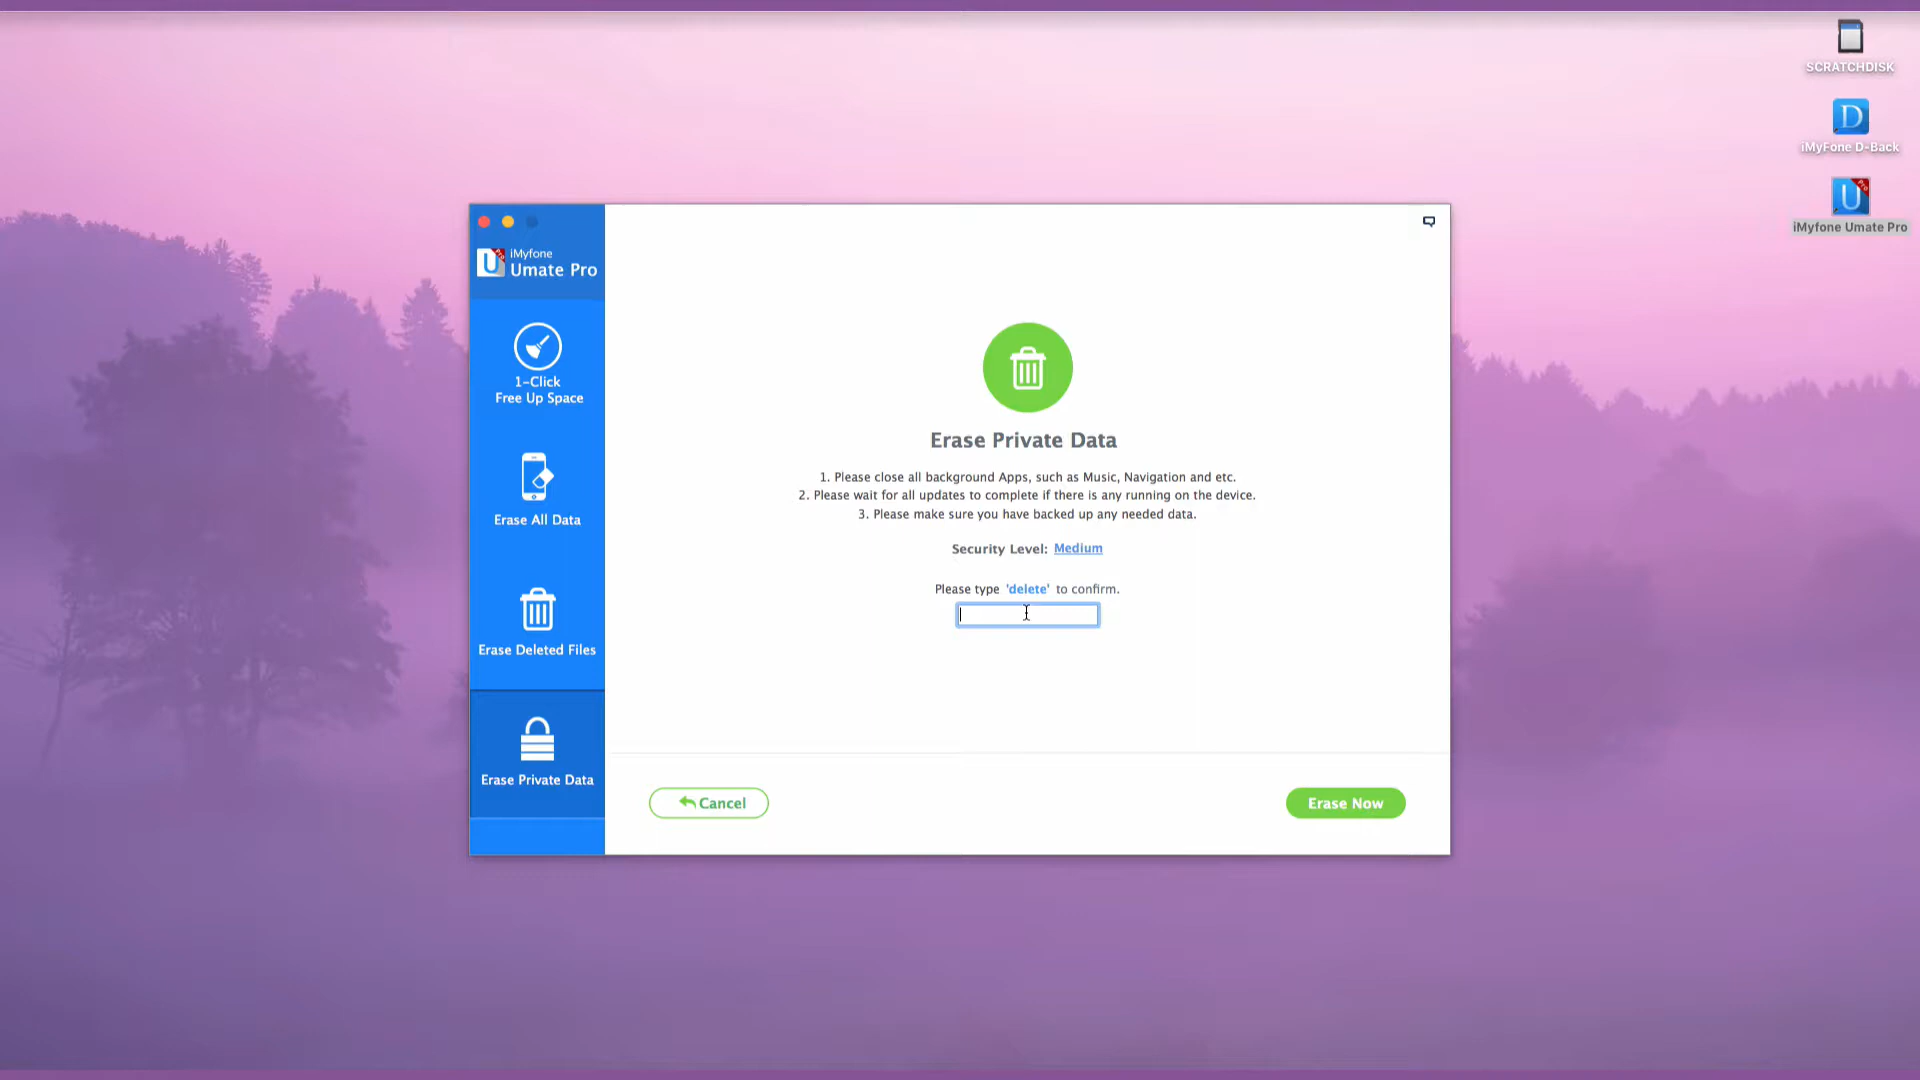 SCRATCHDISK
D
iMyFone D-Back
U Pro
iMyfone Umate Pro
iMyfone
Umate Pro
1-Click
Free Up Space
Erase All Data
Erase Deleted Files
Erase Private Data
Erase Private Data
1. Please close all background Apps, such as Music, Navigation and etc.
2. Please wait for all updates to complete if there is any running on the device.
3. Please make sure you have backed up any needed data.
Security Level: Medium
Please type 'delete' to confirm.
Cancel
Erase Now